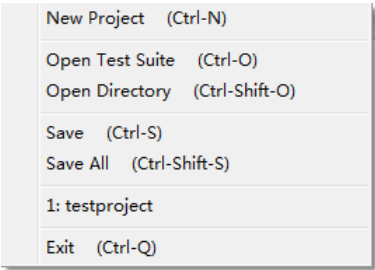 New Project (Ctrl-N)
Open Test Suite (Ctrl-O)
Open Directory (Ctrl-Shift-O)
Save (Ctrl-S)
Save All (Ctrl-Shift-S)
1: testproject
Exit (Ctrl-Q)